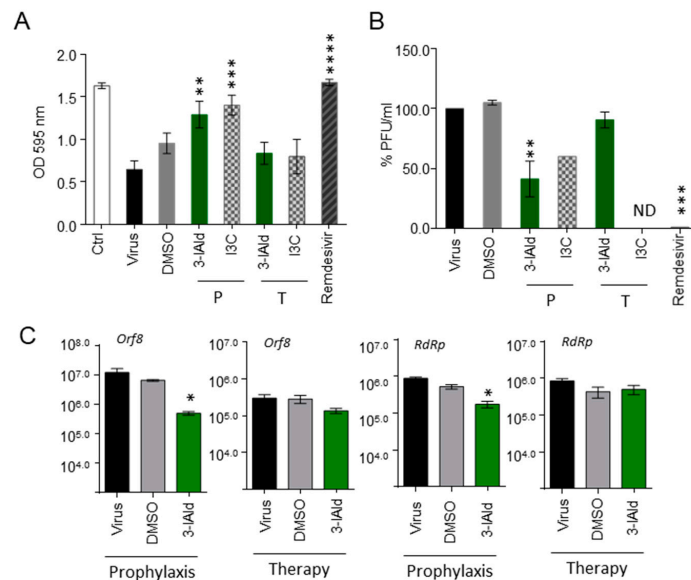 A
OD 595 nm
2.0
1.5
1.0
0.5
0.0
** *** ****
Ctrl Virus DMSO 3-IAld I3C 3-IAld I3C Remdesivir
P T
B
% PFU/ml
150.0
100.0
50.0
0.0
** ND ***
Virus DMSO 3-IAld I3C 3-IAld I3C Remdesivir
P T
C
Orf8
10^8.0
10^7.0
10^6.0
10^5.0
10^4.0
*
Virus DMSO 3-IAld
Prophylaxis
Orf8
10^7.0
10^6.0
10^5.0
10^4.0
Virus DMSO 3-IAld
Therapy
RdRp
10^7.0
10^6.0
10^5.0
10^4.0
*
Virus DMSO 3-IAld
Prophylaxis
RdRp
10^7.0
10^6.0
10^5.0
10^4.0
Virus DMSO 3-IAld
Therapy